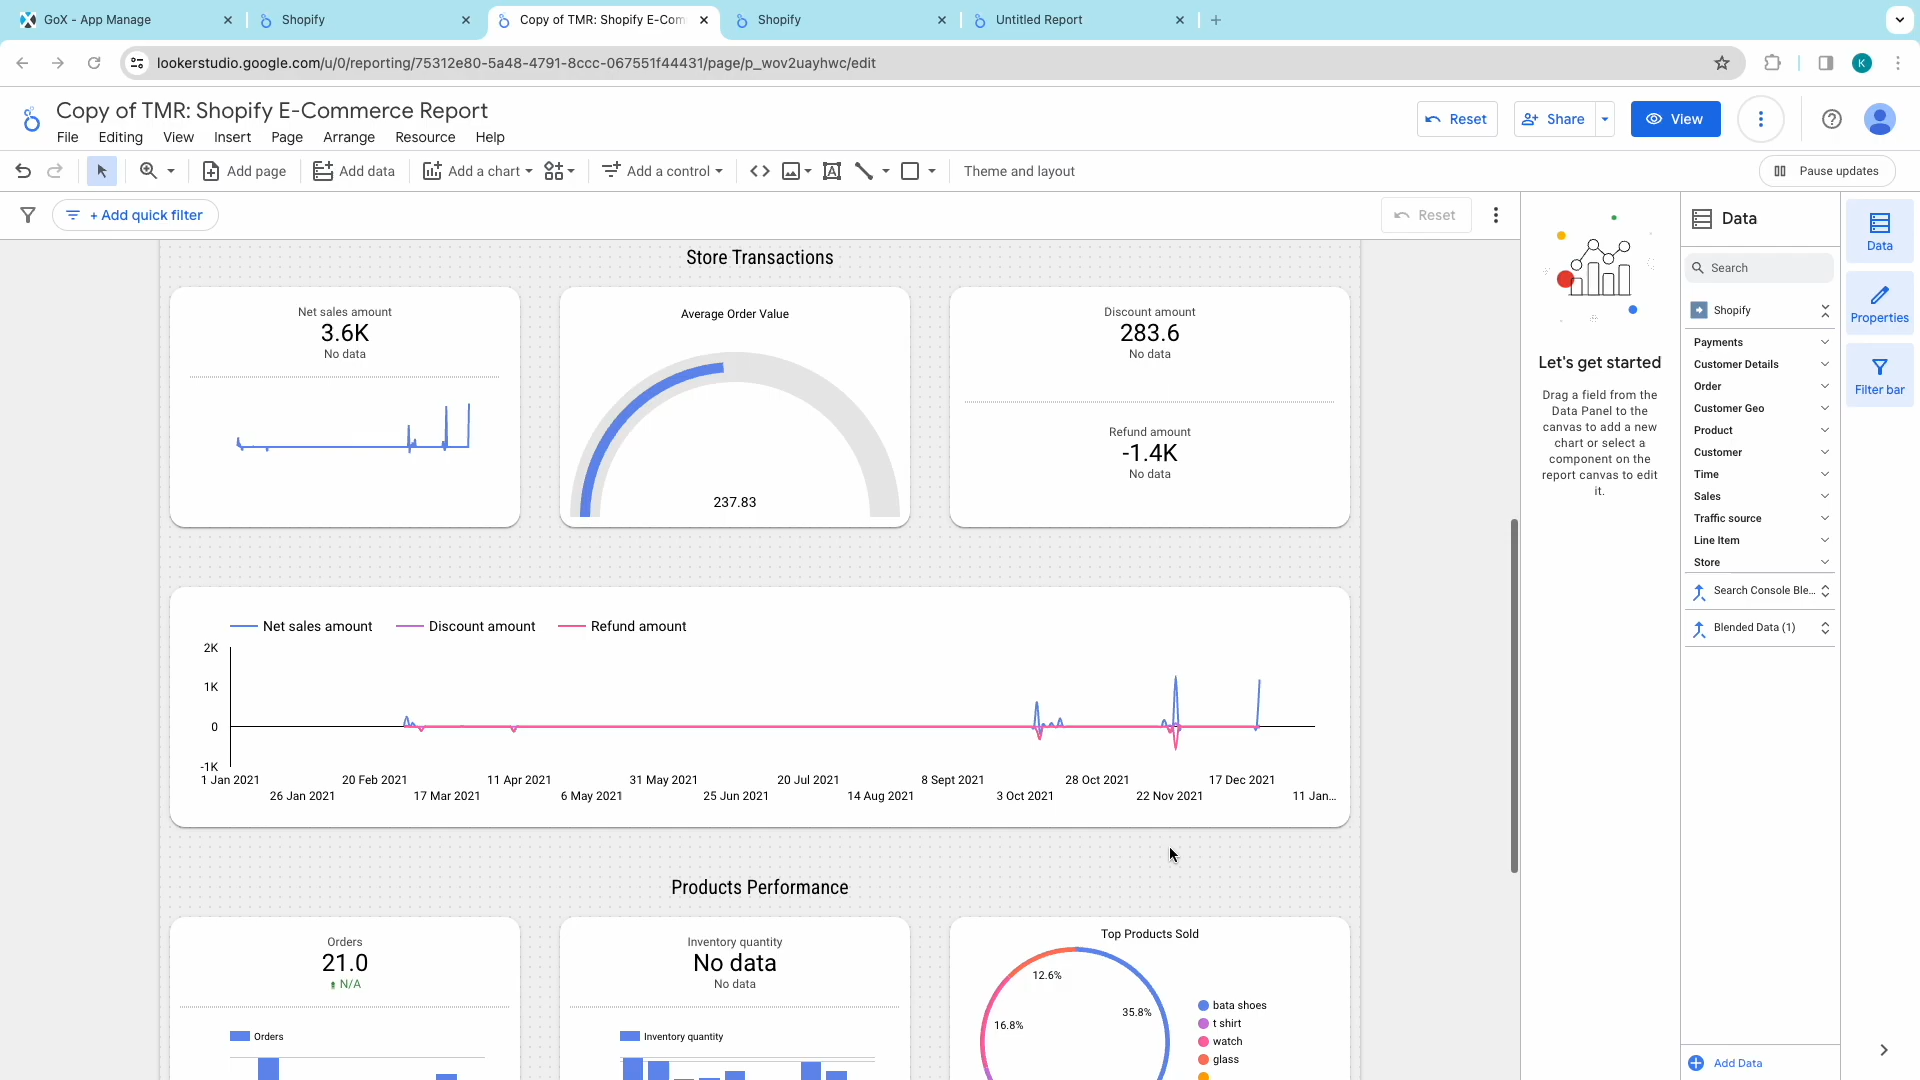 GoX - App Manage
Shopify
Copy of TMR: Shopify E-Com
Shopify
Untitled Report
lookerstudio.google.com/u/0/reporting/75312e80-5a48-4791-8ccc-067551f44431/page/p_wov2uayhwc/edit
K
Copy of TMR: Shopify E-Commerce Report
File Editing View Insert Page Arrange Resource Help
Reset
Share
View
Add page
Add data
Add a chart
Add a control
Theme and layout
Pause updates
+ Add quick filter
Reset
Store Transactions
Net sales amount
3.6K
No data
Average Order Value
237.83
Discount amount
283.6
No data
Refund amount
-1.4K
No data
Net sales amount Discount amount Refund amount
2K
1K
0
-1K
1 Jan 2021 20 Feb 2021 11 Apr 2021 31 May 2021 20 Jul 2021 8 Sept 2021 28 Oct 2021 17 Dec 2021
26 Jan 2021 17 Mar 2021 6 May 2021 25 Jun 2021 14 Aug 2021 3 Oct 2021 22 Nov 2021 11 Jan...
Products Performance
Orders
21.0
N/A
Orders
Inventory quantity
No data
No data
Inventory quantity
Top Products Sold
12.6%
35.8%
16.8%
bata shoes
t shirt
watch
glass
Let's get started
Drag a field from the
Data Panel to the
canvas to add a new
chart or select a
component on the
report canvas to edit
it.
Data
Search
Shopify
Payments
Customer Details
Order
Customer Geo
Product
Customer
Time
Sales
Traffic source
Line Item
Store
Search Console Ble...
Blended Data (1)
Add Data
Data
Properties
Filter bar